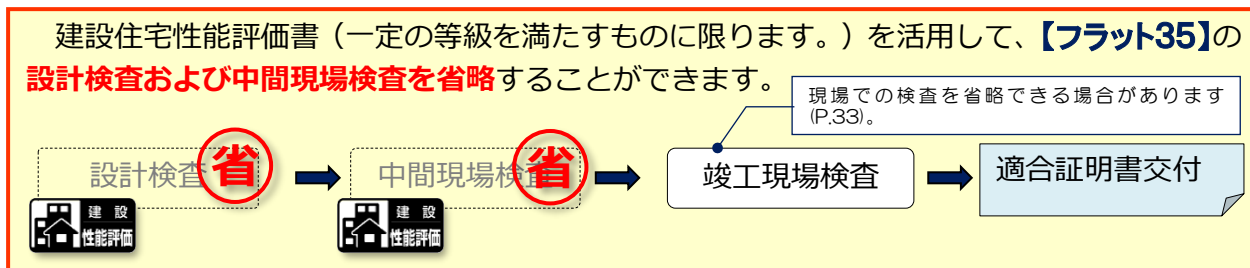 建設住宅性能評価書（一定の等級を満たすものに限ります。）を活用して、【フラット35】の
設計検査および中間現場検査を省略することができます。
現場での検査を省略できる場合があります
(P.33)。
設計検査 省
中間現場検査 省
竣工現場検査
適合証明書交付
建設
性能評価
建設
性能評価